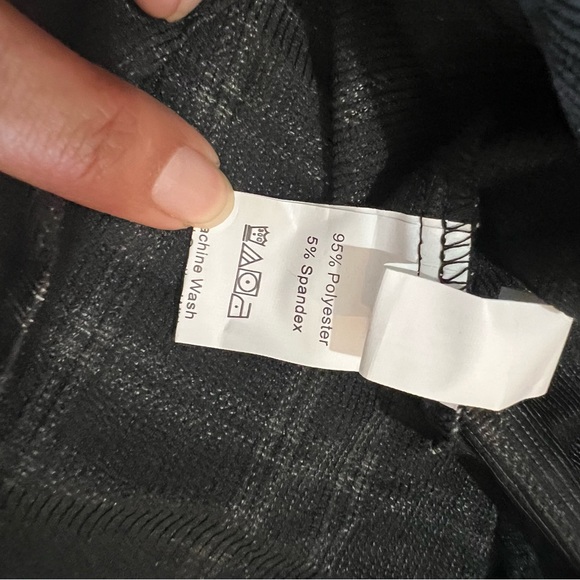 95% Polyester
5% Spandex
achine Wash